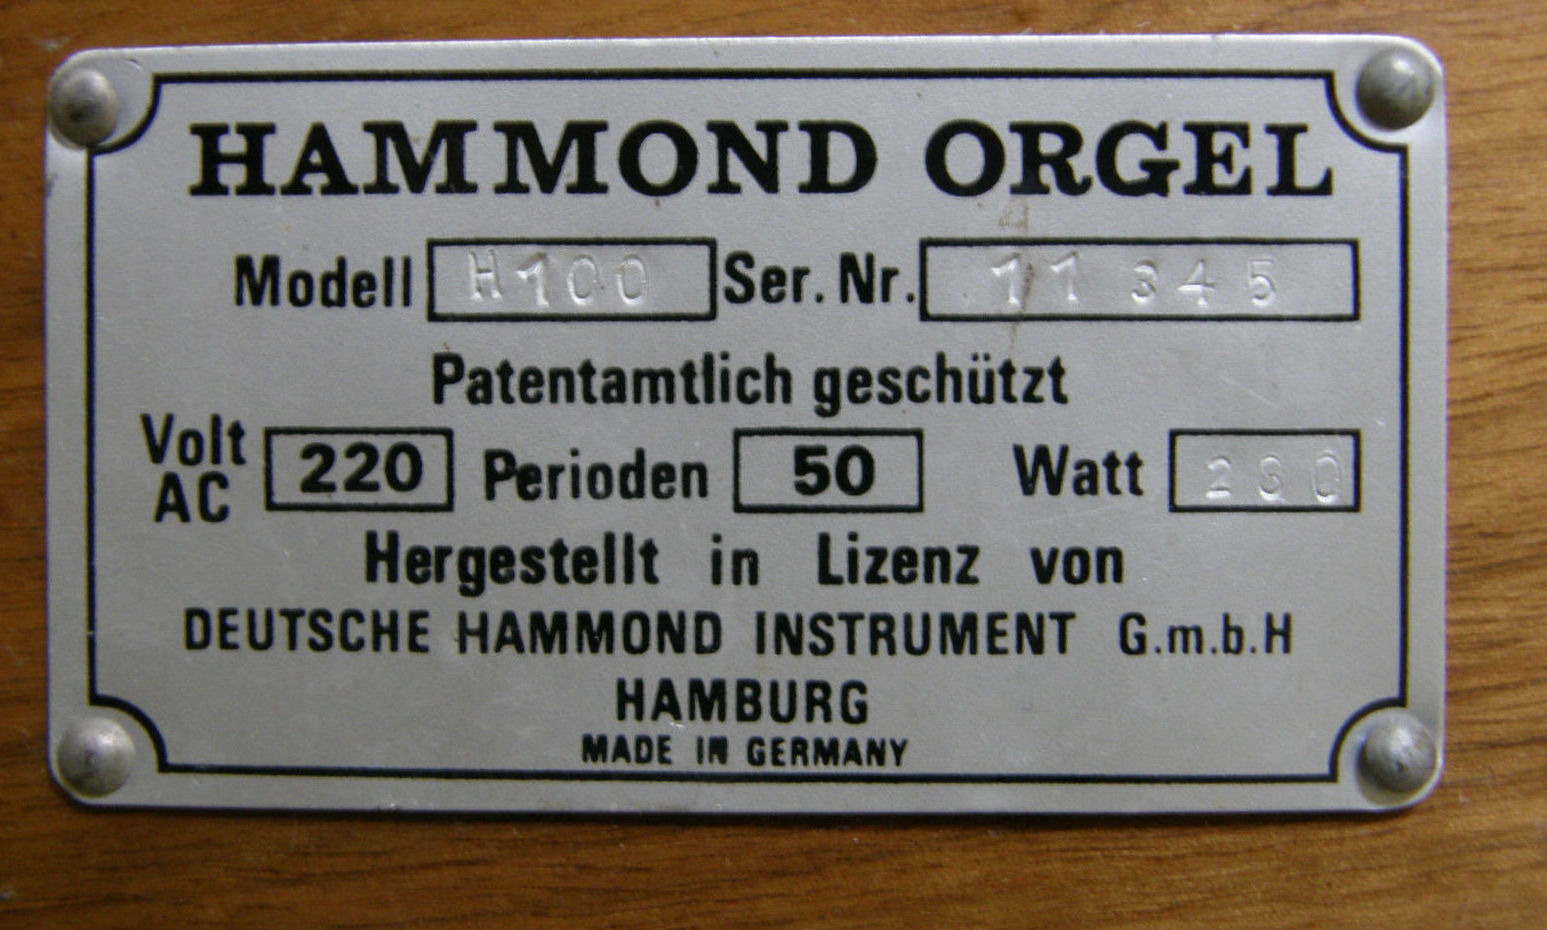 HAMMOND ORGEL
Modell H100 Ser. Nr. 11 345
Patentamtlich geschützt
Volt AC 220 Perioden 50 Watt
Hergestellt in Lizenz von
DEUTSCHE HAMMOND INSTRUMENT G.m.b.H
HAMBURG
MADE IN GERMANY